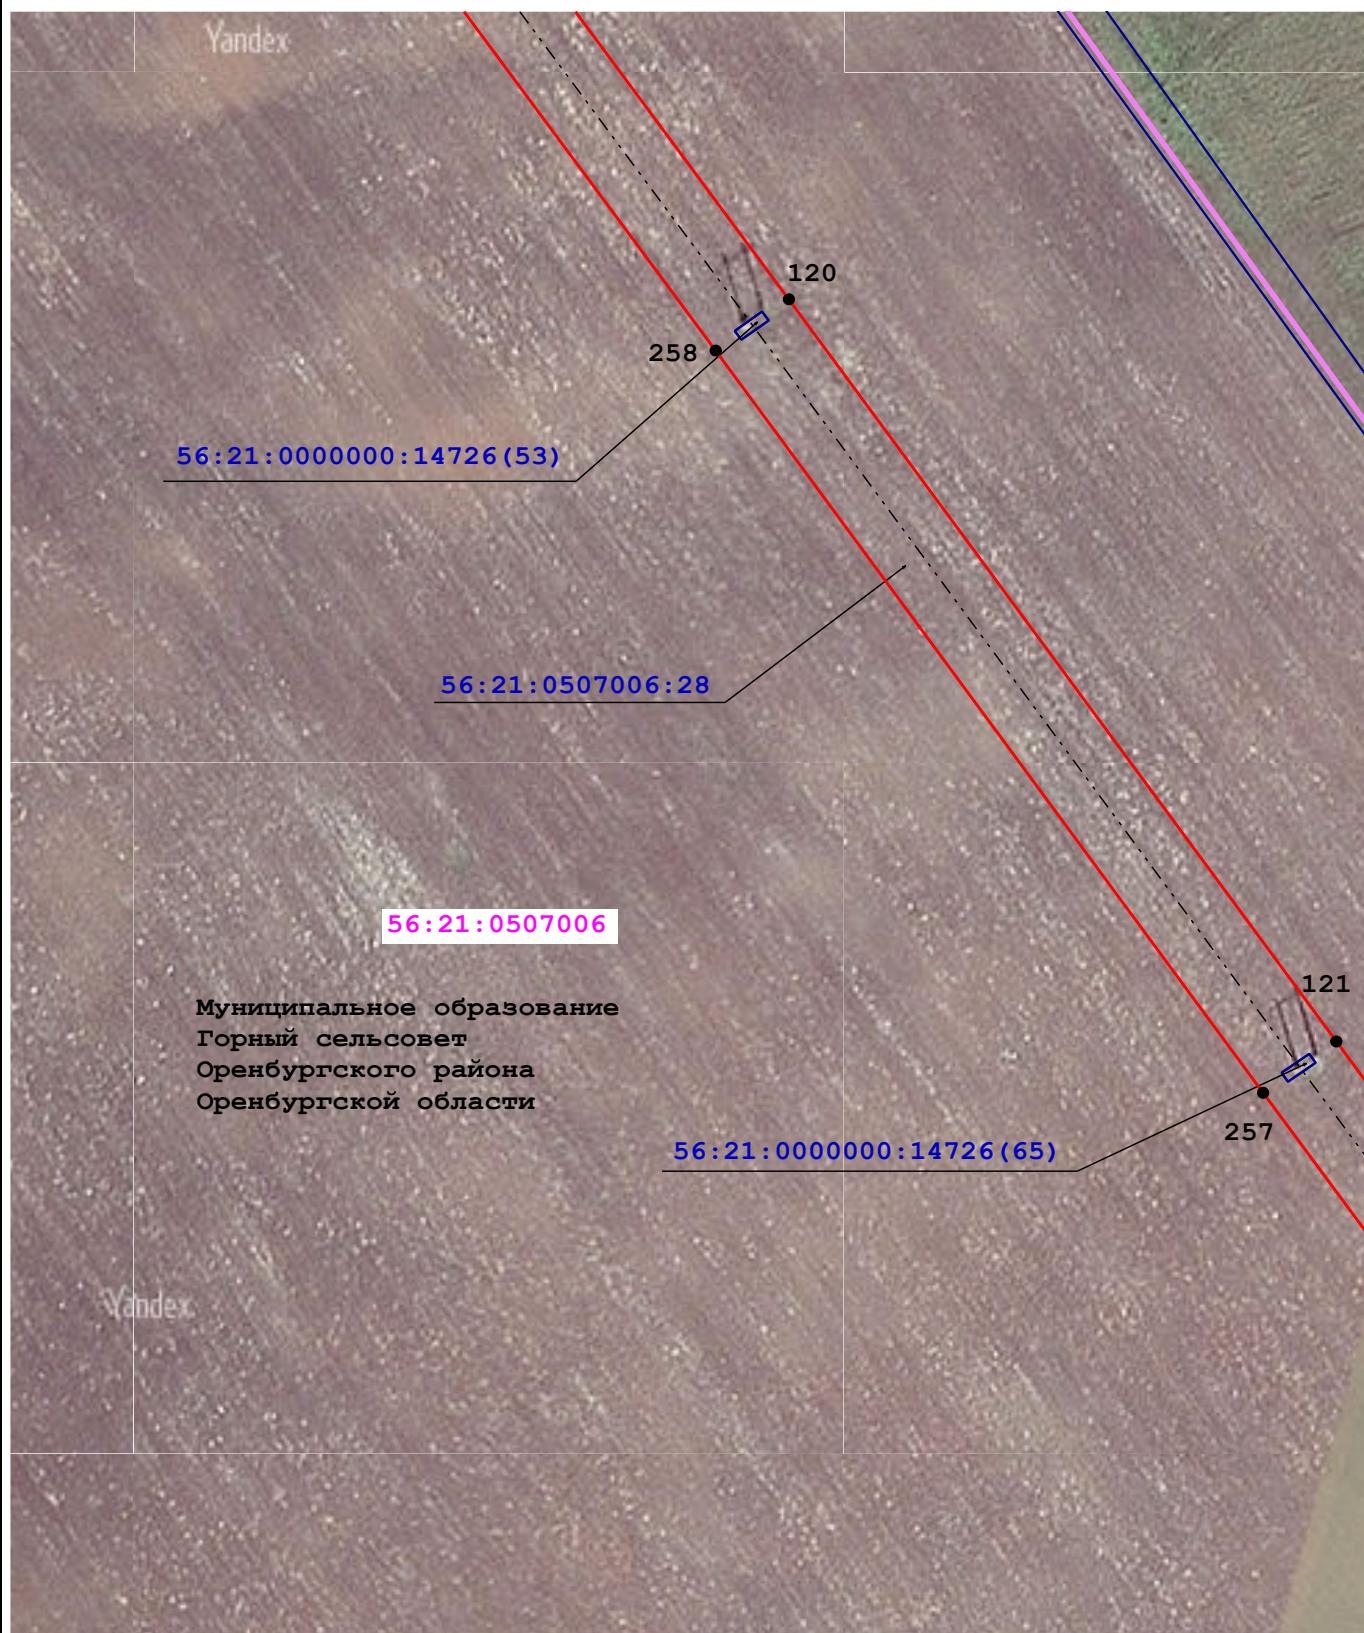 Yandex
120
258
56:21:0000000:14726(53)
56:21:0507006:28
56:21:0507006
121
Муниципальное образование
Горный сельсовет
Оренбургского района
Оренбургской области
257
56:21:0000000:14726(65)
Yandex